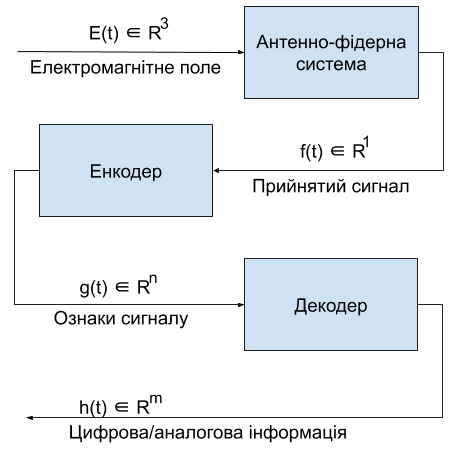 E(t) ∈ R³
Електромагнітне поле
Антенно-фідерна
система
f(t) ∈ R¹
Прийнятий сигнал
Енкодер
g(t) ∈ Rⁿ
Ознаки сигналу
Декодер
h(t) ∈ Rᵐ
Цифрова/аналогова інформація